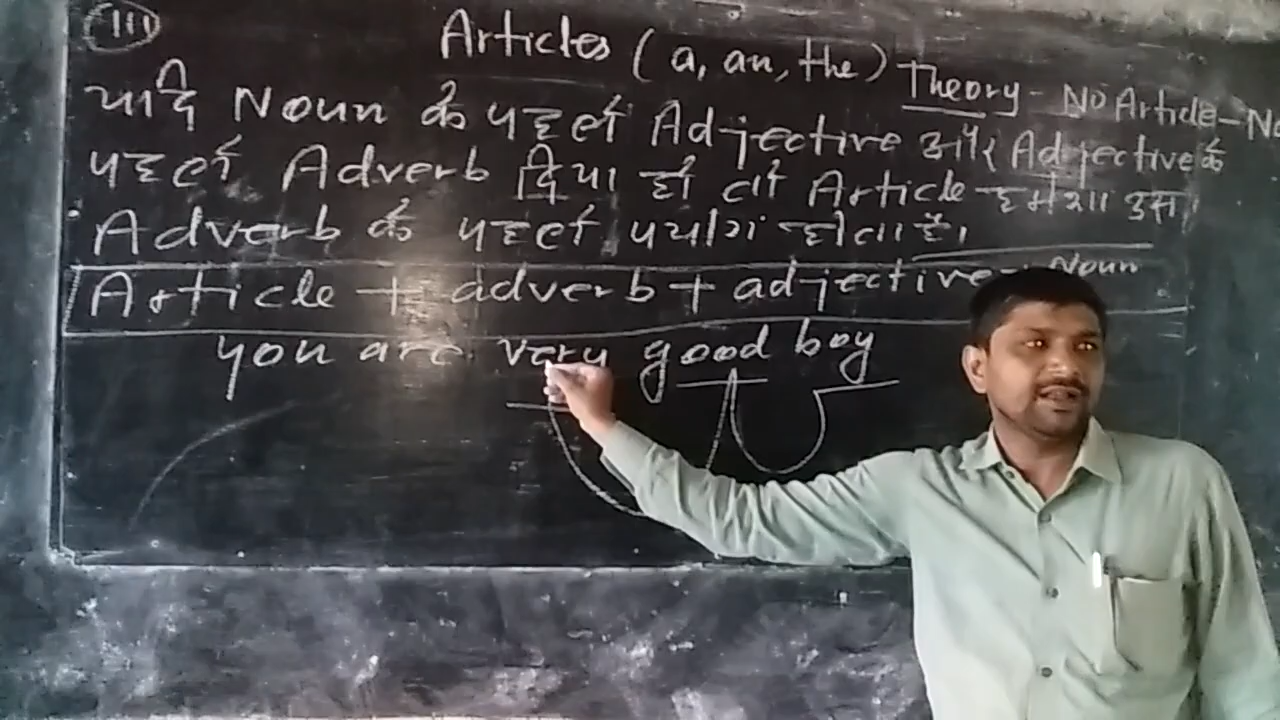 (111)
Articles (a, an, the) Theory - No Article - No
यदि Noun के पहले Adjective और Adjective के
पहले Adverb दिया हो तो Article हमेशा उस
Adverb के पहले प्रयोग होता है।
Article + adverb + adjective + Noun
you are very good boy